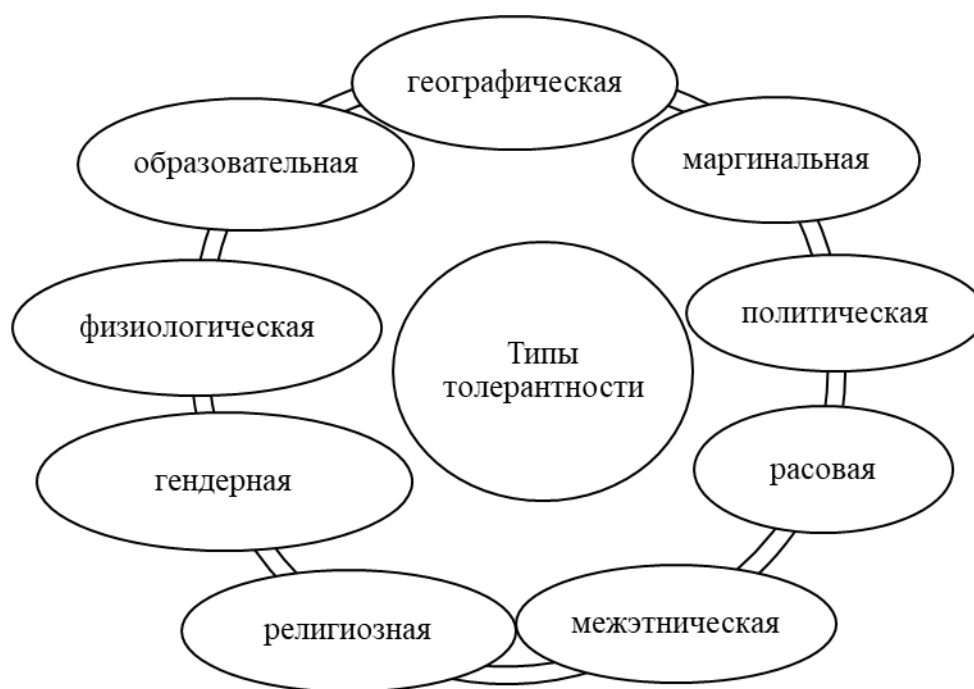 географическая
образовательная
маргинальная
физиологическая
политическая
Типы
толерантности
гендерная
расовая
религиозная
межэтническая